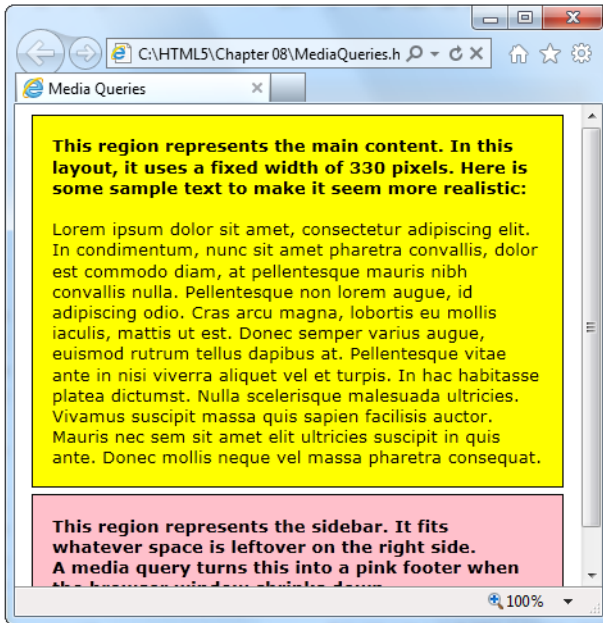 C:\HTML5\Chapter 08\MediaQueries.h
Media Queries
This region represents the main content. In this
layout, it uses a fixed width of 330 pixels. Here is
some sample text to make it seem more realistic:
Lorem ipsum dolor sit amet, consectetur adipiscing elit.
In condimentum, nunc sit amet pharetra convallis, dolor
est commodo diam, at pellentesque mauris nibh
convallis nulla. Pellentesque non lorem augue, id
adipiscing odio. Cras arcu magna, lobortis eu mollis
iaculis, mattis ut est. Donec semper varius augue,
euismod rutrum tellus dapibus at. Pellentesque vitae
ante in nisi viverra aliquet vel et turpis. In hac habitasse
platea dictumst. Nulla scelerisque malesuada ultricies.
Vivamus suscipit massa quis sapien facilisis auctor.
Mauris nec sem sit amet elit ultricies suscipit in quis
ante. Donec mollis neque vel massa pharetra consequat.
This region represents the sidebar. It fits
whatever space is leftover on the right side.
A media query turns this into a pink footer when
the browser window shrinks down
100%